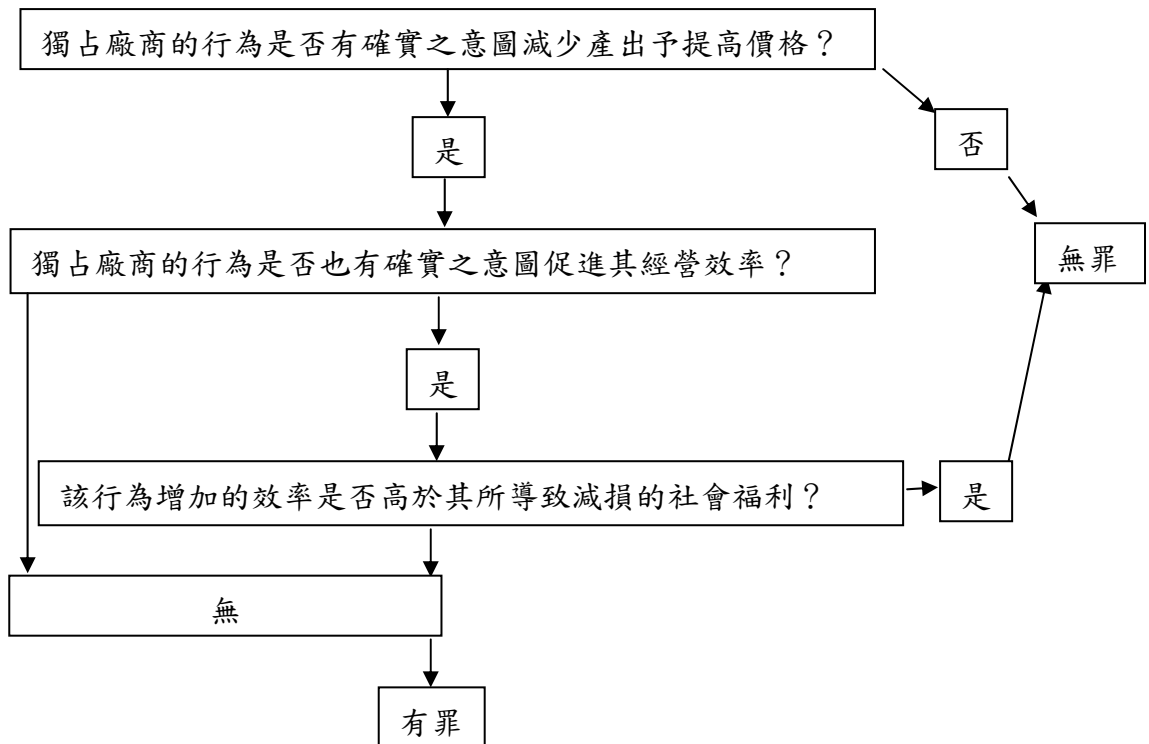 獨占廠商的行為是否有確實之意圖減少產出予提高價格？
是
否
獨占廠商的行為是否也有確實之意圖促進其經營效率？
無罪
是
該行為增加的效率是否高於其所導致減損的社會福利？
是
無
有罪